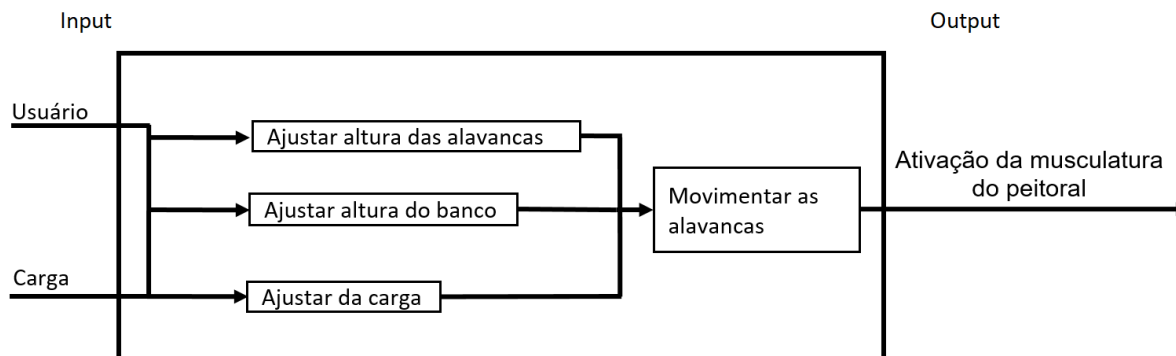 Input
Output
Usuário
Ajustar altura das alavancas
Ativação da musculatura
do peitoral
Movimentar as
alavancas
Ajustar altura do banco
Carga
Ajustar da carga